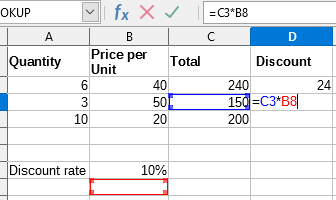 OKUP fx =C3*B8
A B C D
Quantity Price per Unit Total Discount
6 40 240 24
3 50 150 =C3*B8
10 20 200
Discount rate 10%